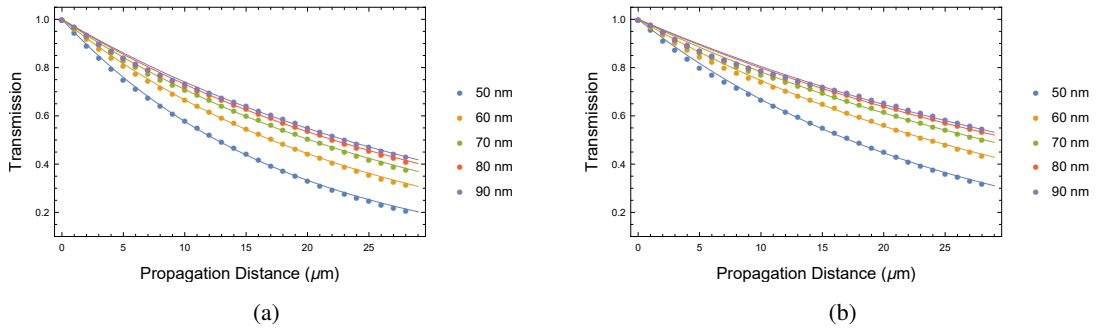 1.0
0.8
0.6
0.4
0.2
Transmission
0 5 10 15 20 25
Propagation Distance (μm)
50 nm
60 nm
70 nm
80 nm
90 nm
(a)
1.0
0.8
0.6
0.4
0.2
Transmission
0 5 10 15 20 25
Propagation Distance (μm)
50 nm
60 nm
70 nm
80 nm
90 nm
(b)